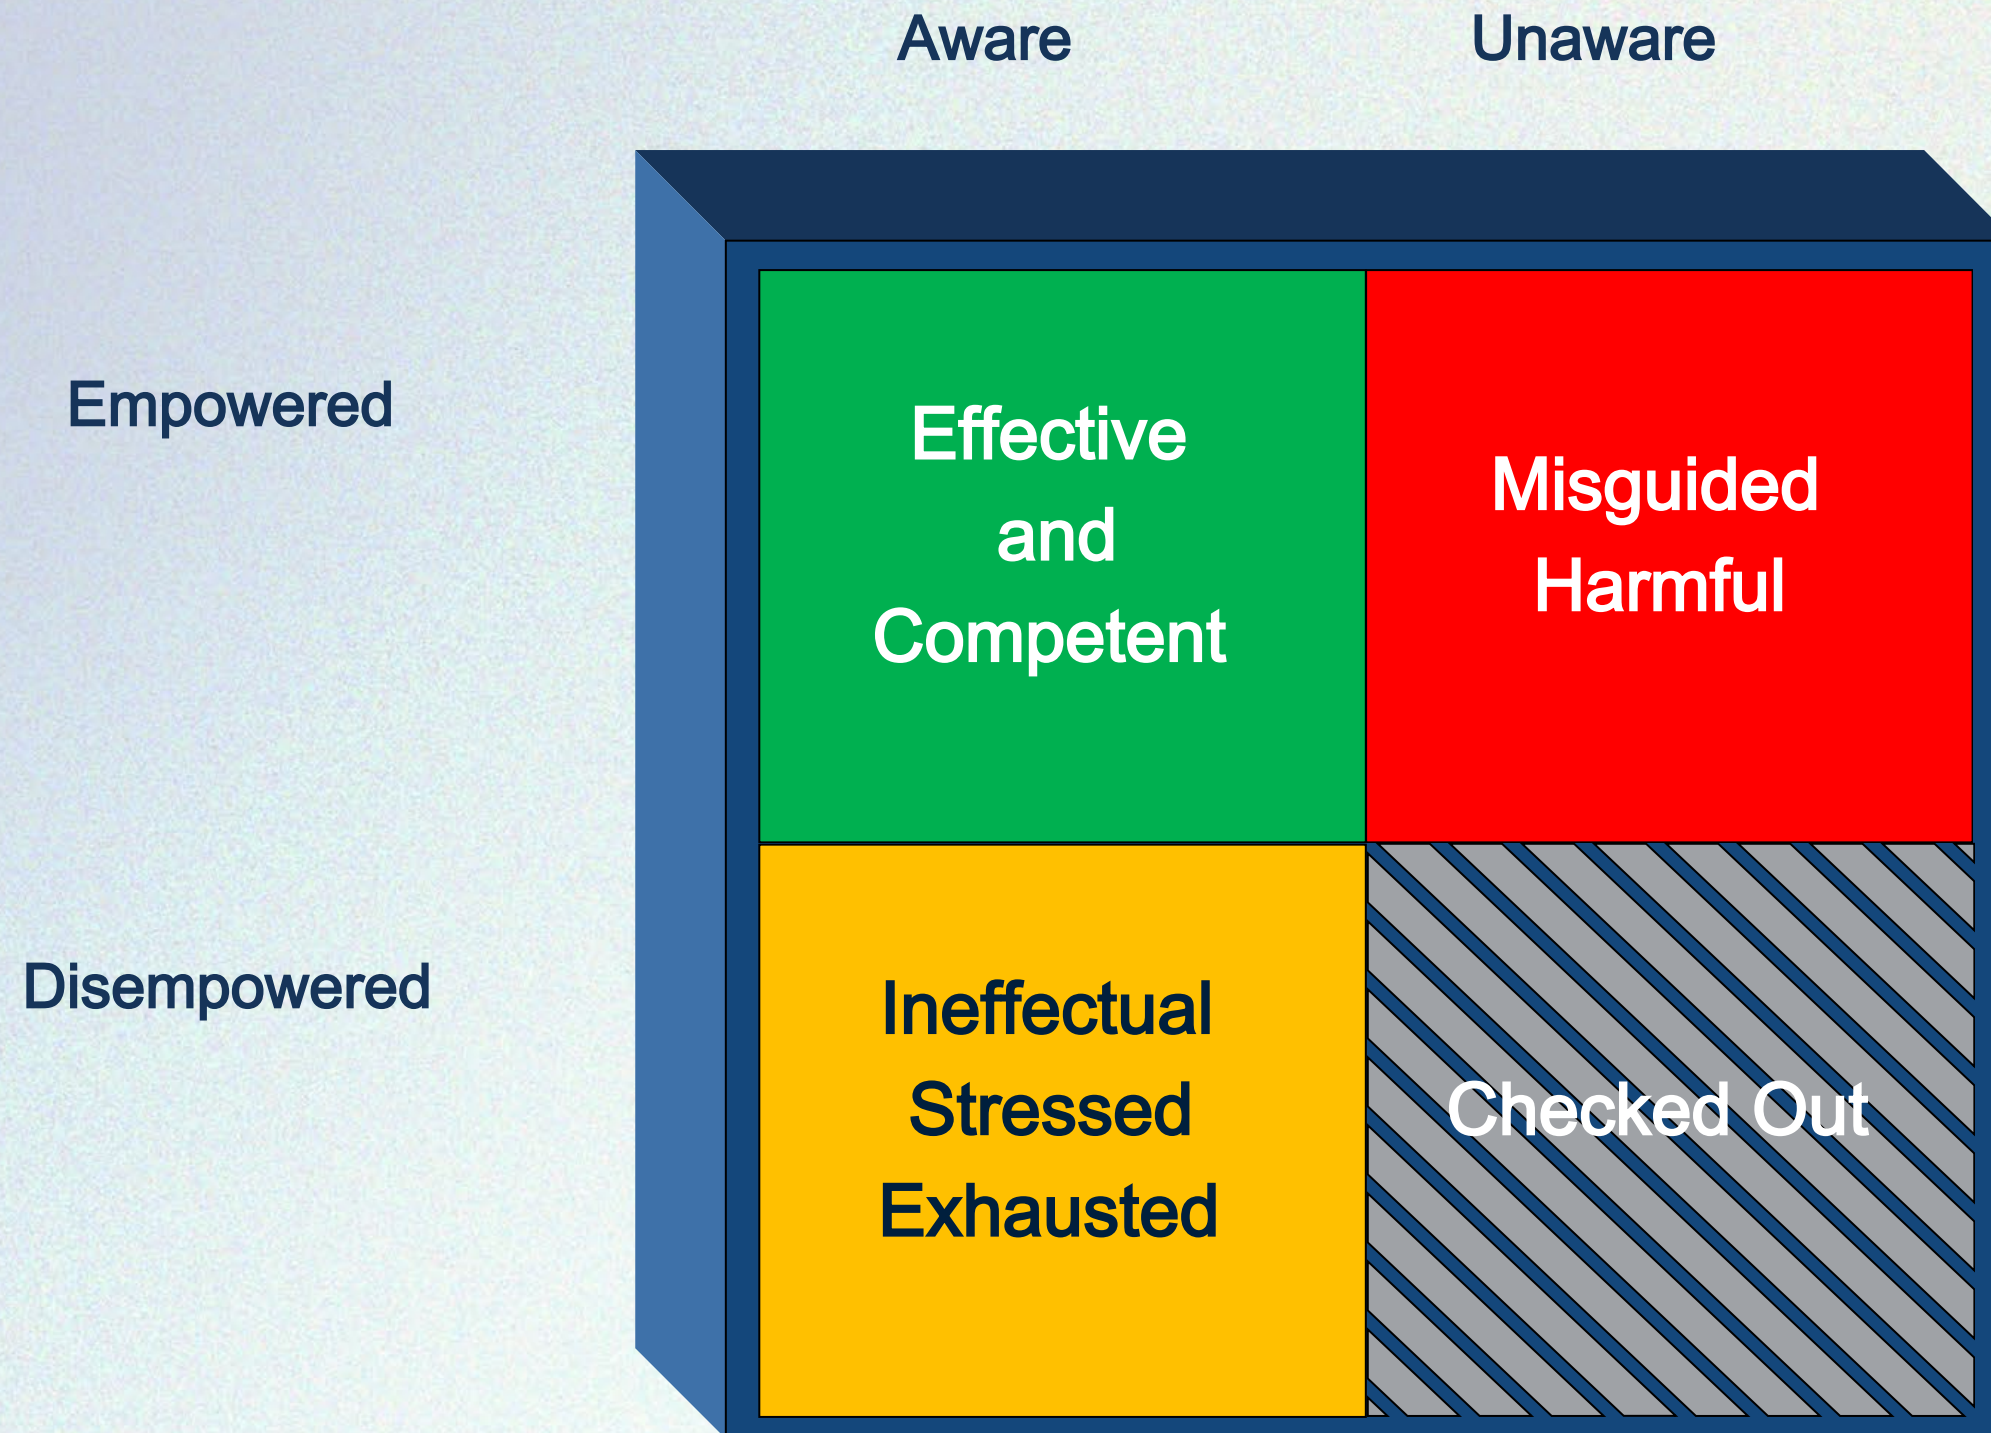 Aware Unaware
Empowered
Effective
and
Competent
Misguided
Harmful
Disempowered
Ineffectual
Stressed
Exhausted
Checked Out